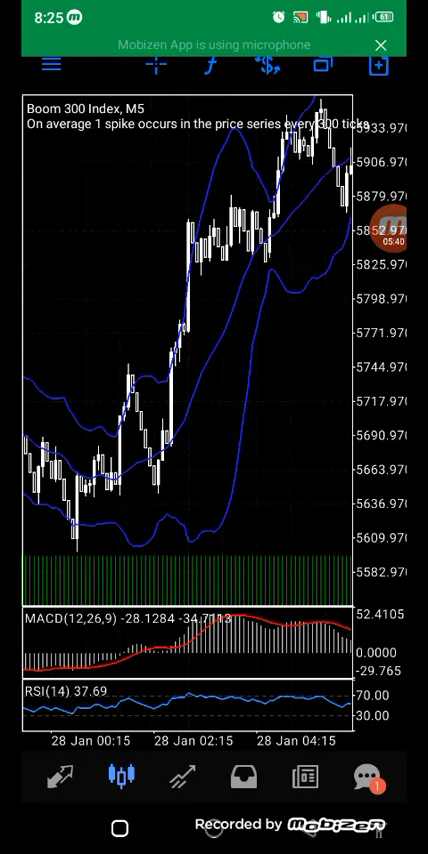 8:25
61
Mobizen App is using microphone
Boom 300 Index, M5
On average 1 spike occurs in the price series every 300 ticks
5933.970
5906.970
5879.970
5852.970
05:40
5825.970
5798.970
5771.970
5744.970
5717.970
5690.970
5663.970
5636.970
5609.970
5582.970
MACD(12,26,9) -28.1284 -34.7113
52.4105
0.0000
-29.765
RSI(14) 37.69
70.00
30.00
28 Jan 00:15
28 Jan 02:15
28 Jan 04:15
1
Recorded by mobizen